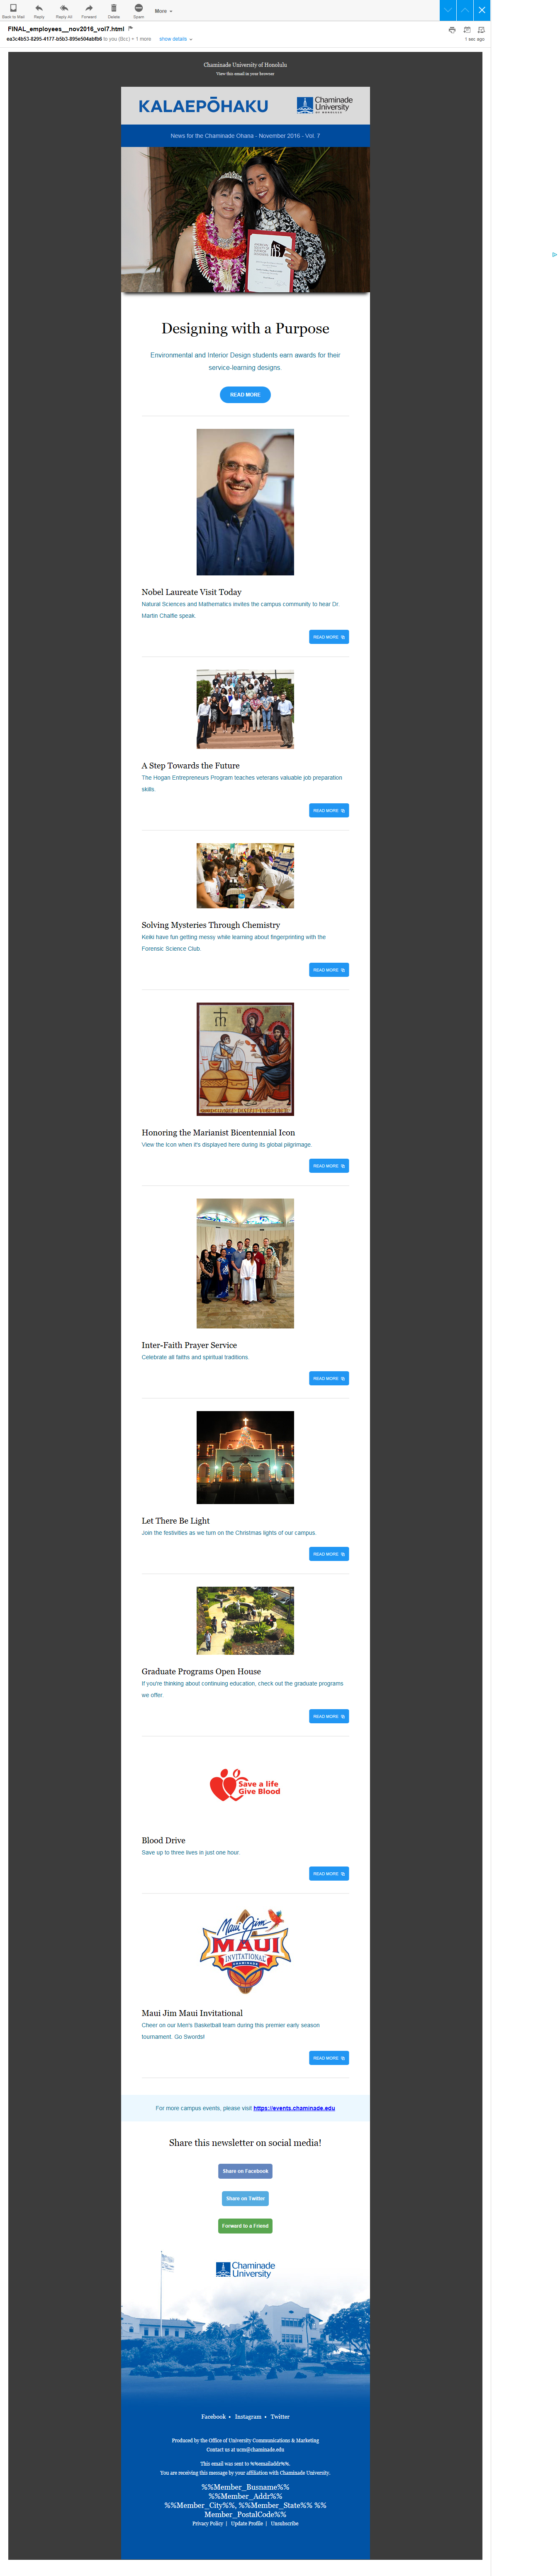 Back to Mail
Reply
Reply All
Forward
Delete
Spam
More
FINAL_employees__nov2016_vol7.html
ea3c4b53-8295-4177-b5b3-895e504abfb6 to you (Bcc) + 1 more show details
1 sec ago
Chaminade University of Honolulu
View this email in your browser
KALAEPŌHAKU
Chaminade
University
OF HONOLULU
News for the Chaminade Ohana - November 2016 - Vol. 7
Designing with a Purpose
Environmental and Interior Design students earn awards for their
service-learning designs.
READ MORE
Nobel Laureate Visit Today
Natural Sciences and Mathematics invites the campus community to hear Dr.
Martin Chalfie speak.
READ MORE
A Step Towards the Future
The Hogan Entrepreneurs Program teaches veterans valuable job preparation
skills.
READ MORE
Solving Mysteries Through Chemistry
Keiki have fun getting messy while learning about fingerprinting with the
Forensic Science Club.
READ MORE
Honoring the Marianist Bicentennial Icon
View the Icon when it's displayed here during its global pilgrimage.
READ MORE
Inter-Faith Prayer Service
Celebrate all faiths and spiritual traditions.
READ MORE
Let There Be Light
Join the festivities as we turn on the Christmas lights of our campus.
READ MORE
Graduate Programs Open House
If you're thinking about continuing education, check out the graduate programs
we offer.
READ MORE
Save a life
Give Blood
Blood Drive
Save up to three lives in just one hour.
READ MORE
Maui Jim
MAUI
INVITATIONAL
CHAMINADE
Maui Jim Maui Invitational
Cheer on our Men's Basketball team during this premier early season
tournament. Go Swords!
READ MORE
For more campus events, please visit https://events.chaminade.edu
Share this newsletter on social media!
Share on Facebook
Share on Twitter
Forward to a Friend
Chaminade
University
Facebook • Instagram • Twitter
Produced by the Office of University Communications & Marketing
Contact us at ucm@chaminade.edu
This email was sent to %%emailaddr%%.
You are receiving this message by your affiliation with Chaminade University.
%%Member_Busname%%
%%Member_Addr%%
%%Member_City%%, %%Member_State%% %%
Member_PostalCode%%
Privacy Policy | Update Profile | Unsubscribe